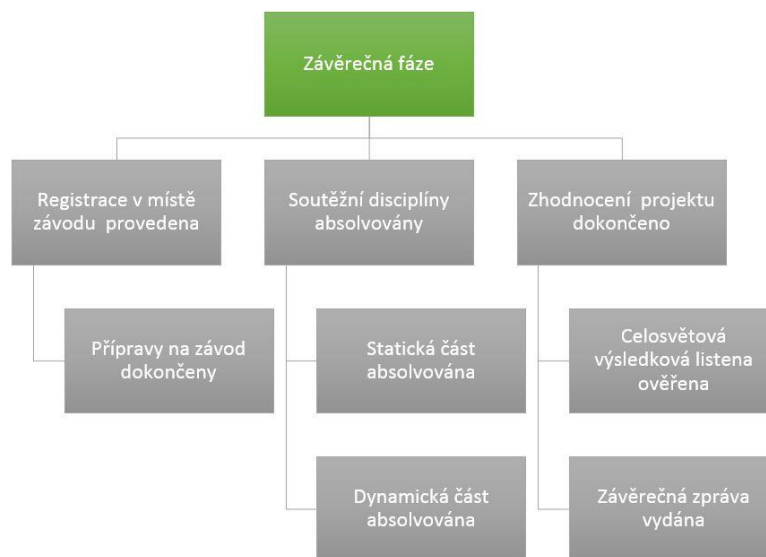 Závěrečná fáze
Registrace v místě
závodu provedena
Soutěžní disciplíny
absolvovány
Zhodnocení projektu
dokončeno
Přípravy na závod
dokončeny
Statická část
absolvována
Celosvětová
výsledková listena
ověřena
Dynamická část
absolvována
Závěrečná zpráva
vydána